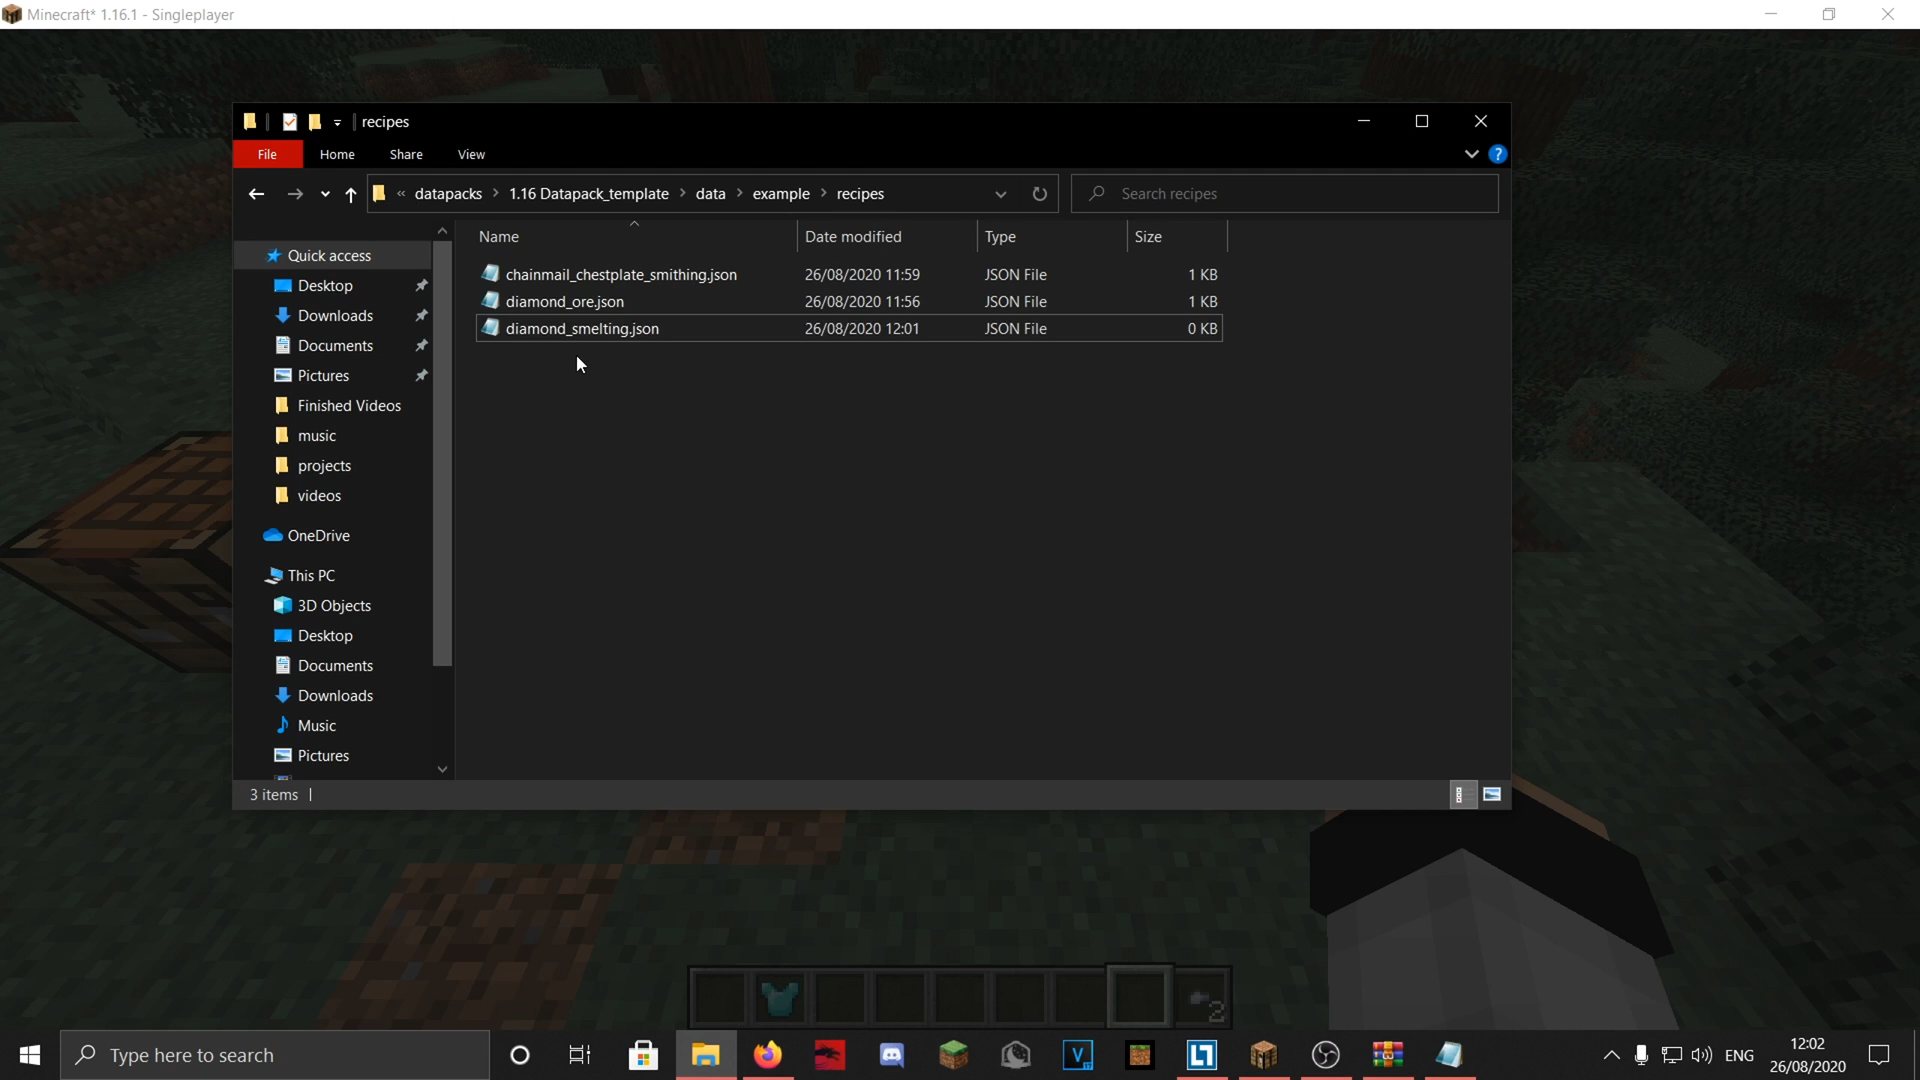 Minecraft* 1.16.1 - Singleplayer
recipes
File Home Share View
?
« datapacks > 1.16 Datapack_template > data > example > recipes
Search recipes
Name Date modified Type Size
chainmail_chestplate_smithing.json 26/08/2020 11:59 JSON File 1 KB
diamond_ore.json 26/08/2020 11:56 JSON File 1 KB
diamond_smelting.json 26/08/2020 12:01 JSON File 0 KB
Quick access
Desktop
Downloads
Documents
Pictures
Finished Videos
music
projects
videos
OneDrive
This PC
3D Objects
Desktop
Documents
Downloads
Music
Pictures
3 items
2
Type here to search
V
ENG
12:02
26/08/2020